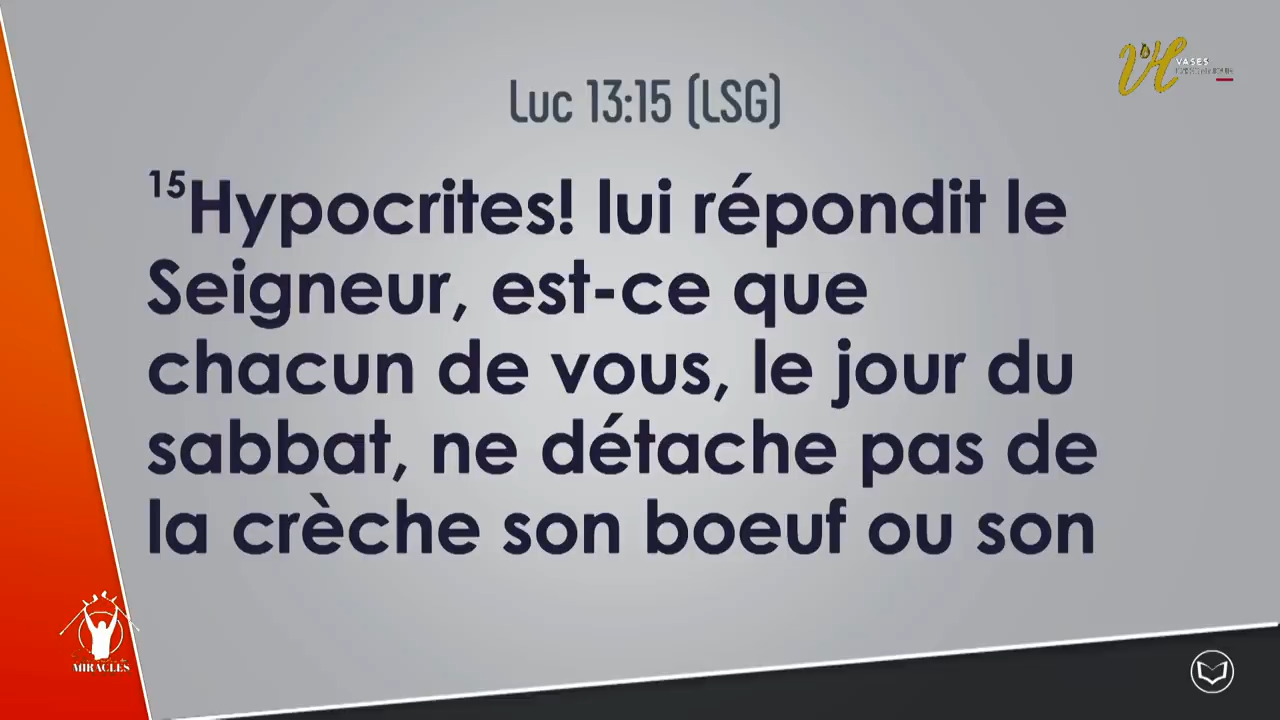 VASES
Luc 13:15 (LSG)
15Hypocrites! lui répondit le
Seigneur, est-ce que
chacun de vous, le jour du
sabbat, ne détache pas de
la crèche son boeuf ou son
MIRACLES